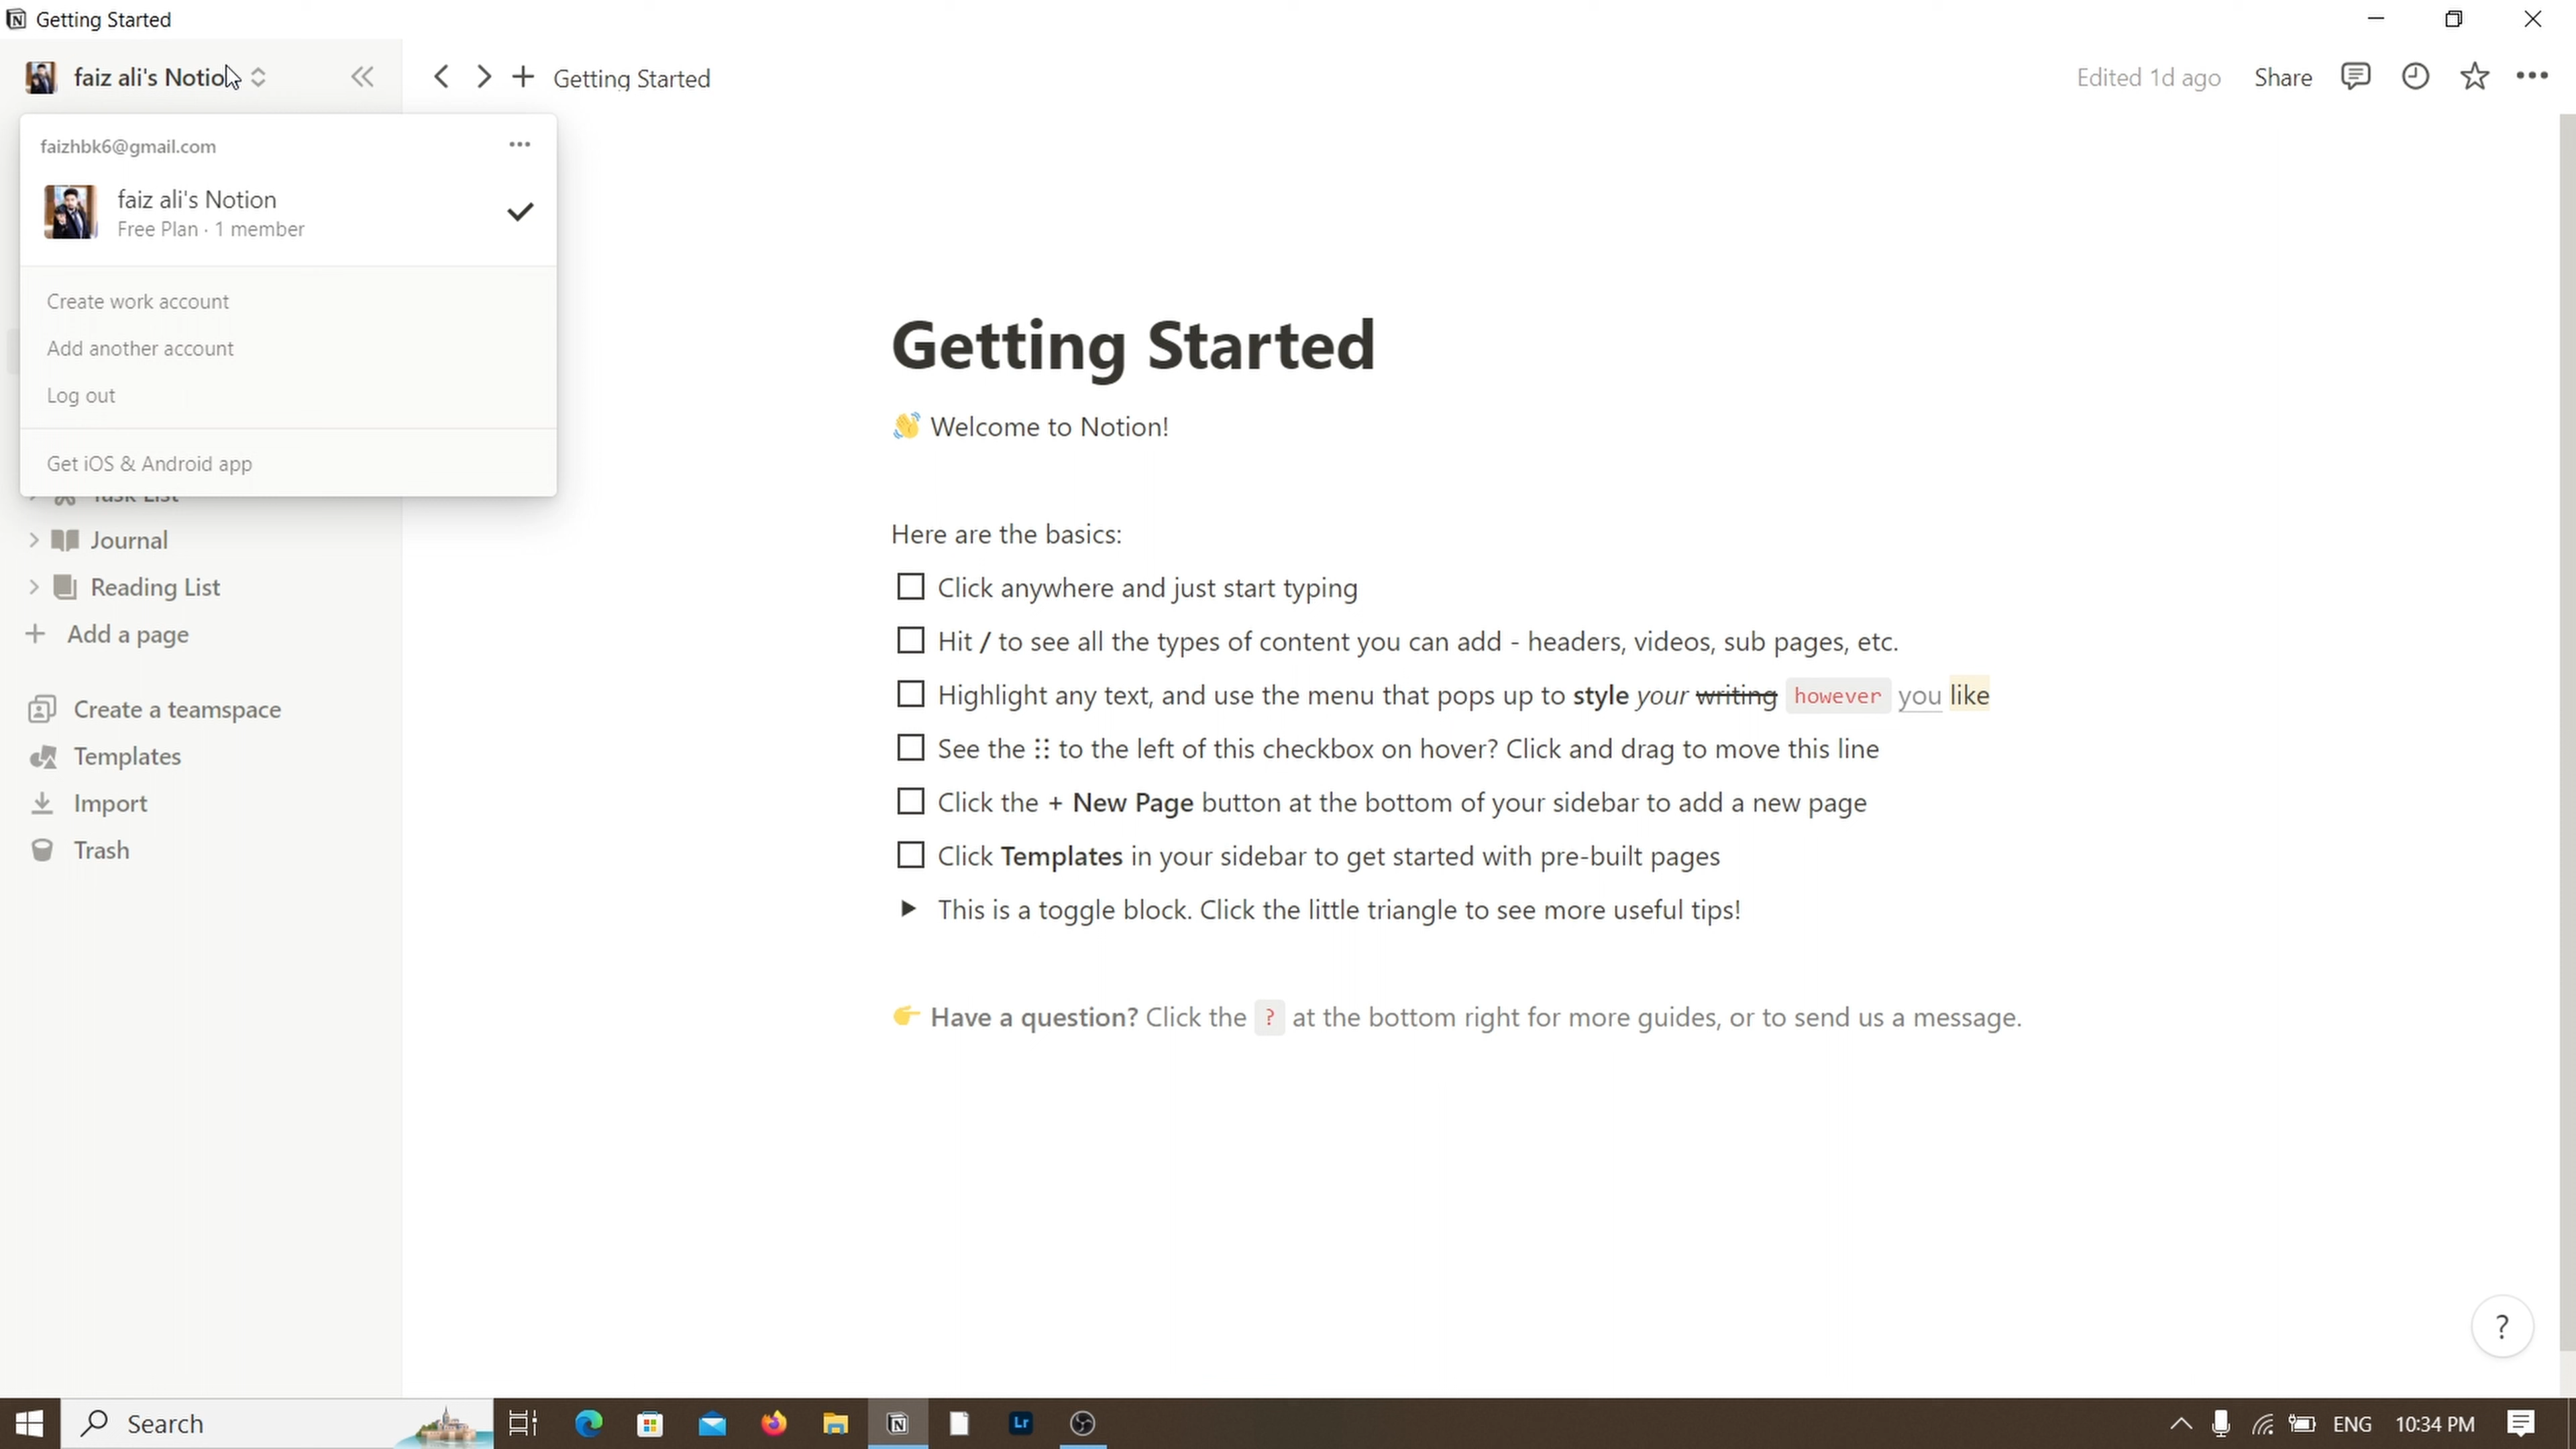 Getting Started
faiz ali's Notio
Getting Started
Edited 1d ago
Share
faizhbk6@gmail.com
faiz ali's Notion
Free Plan · 1 member
Create work account
Add another account
Log out
Get iOS & Android app
Task List
Journal
Reading List
Add a page
Create a teamspace
Templates
Import
Trash
Getting Started
👋 Welcome to Notion!
Here are the basics:
Click anywhere and just start typing
Hit / to see all the types of content you can add - headers, videos, sub pages, etc.
Highlight any text, and use the menu that pops up to style your writing however you like
See the ⋮⋮ to the left of this checkbox on hover? Click and drag to move this line
Click the + New Page button at the bottom of your sidebar to add a new page
Click Templates in your sidebar to get started with pre-built pages
This is a toggle block. Click the little triangle to see more useful tips!
👉 Have a question? Click the ? at the bottom right for more guides, or to send us a message.
?
Search
Lr
ENG
10:34 PM